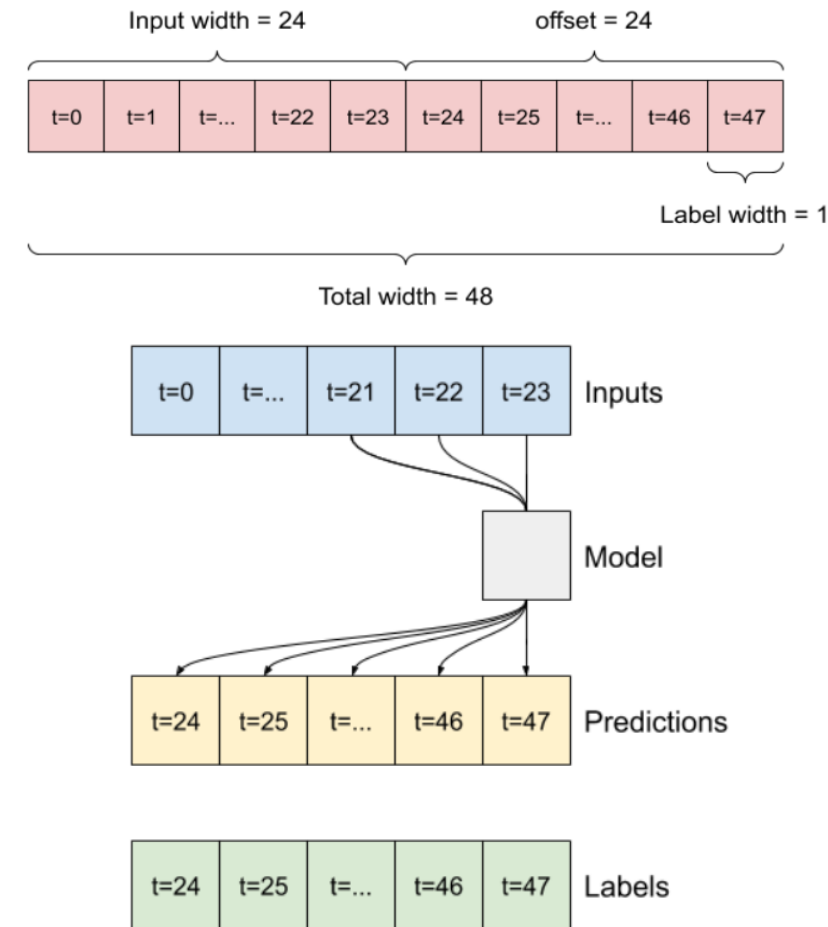 Input width = 24 offset = 24
t=0 t=1 t=... t=22 t=23 t=24 t=25 t=... t=46 t=47
Label width = 1
Total width = 48
t=0 t=... t=21 t=22 t=23 Inputs
Model
t=24 t=25 t=... t=46 t=47 Predictions
t=24 t=25 t=... t=46 t=47 Labels